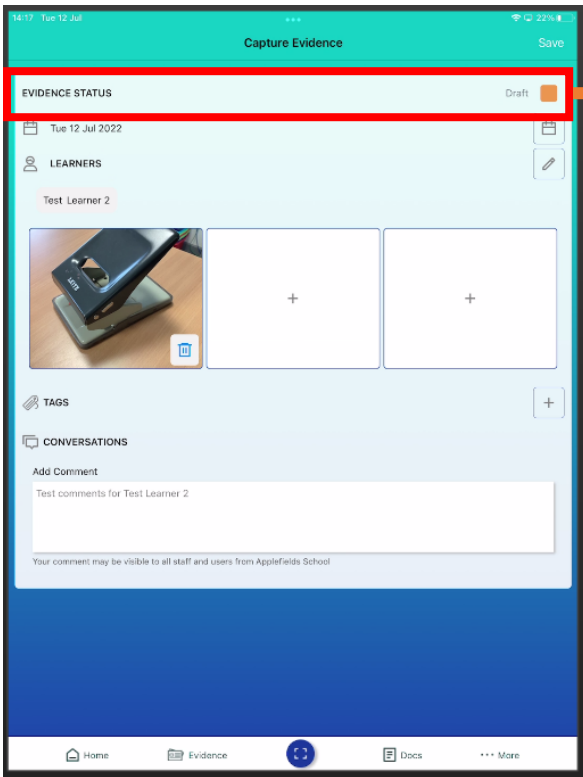 14:17 Tue 12 Jul
22%
Capture Evidence
Save
EVIDENCE STATUS
Draft
Tue 12 Jul 2022
LEARNERS
Test Learner 2
LEITZ
TAGS
CONVERSATIONS
Add Comment
Test comments for Test Learner 2
Your comment may be visible to all staff and users from Applefields School
Home
Evidence
Docs
More